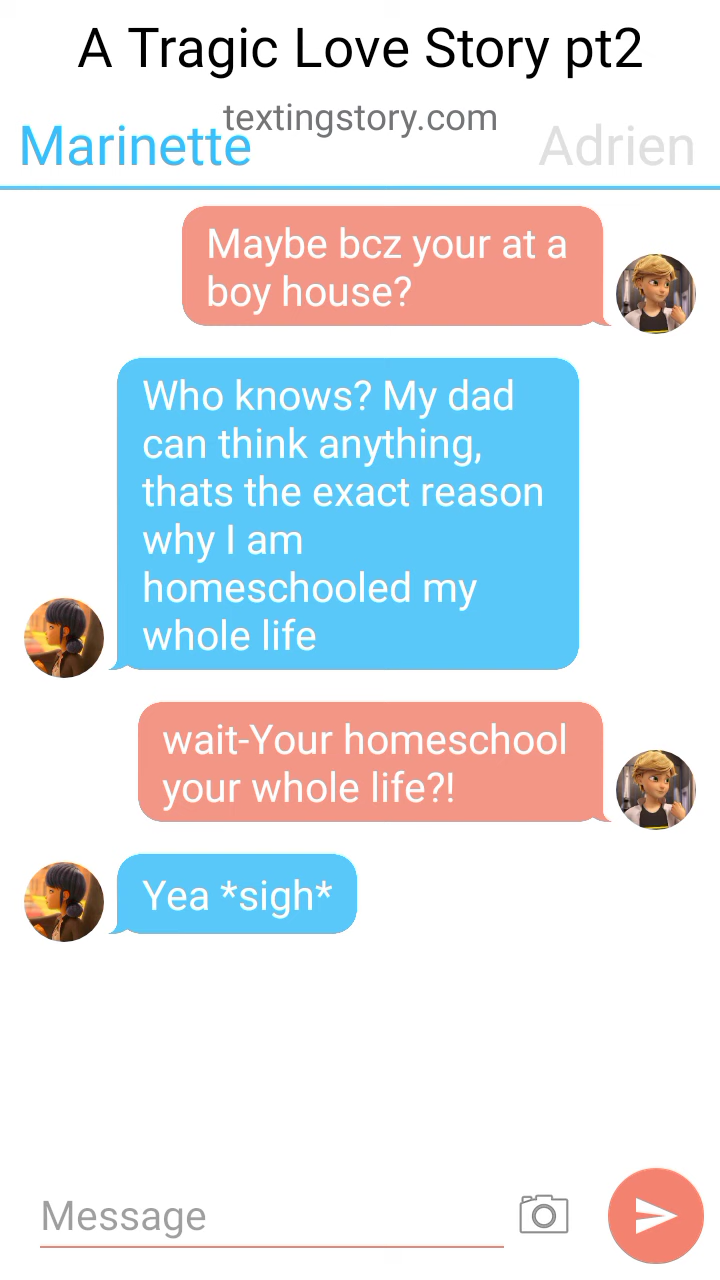 A Tragic Love Story pt2
textingstory.com
Marinette
Adrien
Maybe bcz your at a
boy house?
Who knows? My dad
can think anything,
thats the exact reason
why I am
homeschooled my
whole life
wait-Your homeschool
your whole life?!
Yea *sigh*
Message